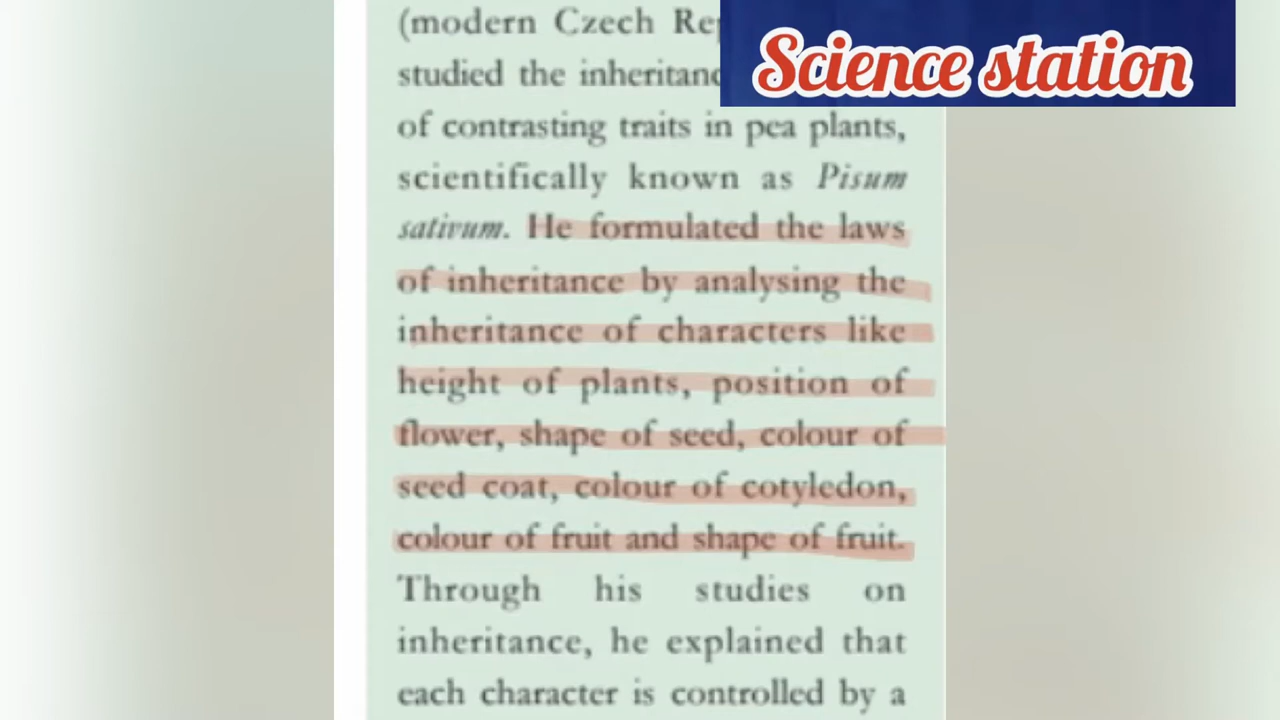 (modern Czech
Science station
studied the
of contrasting traits in pea plants,
scientifically known as Pisum
sativum. He formulated the laws
of inheritance by analysing the
inheritance of characters like
height of plants, position of
flower, shape of seed, colour of
seed coat, colour of cotyledon,
colour of fruit and shape of fruit.
Through his studies on
inheritance, he explained that
each character is controlled by a